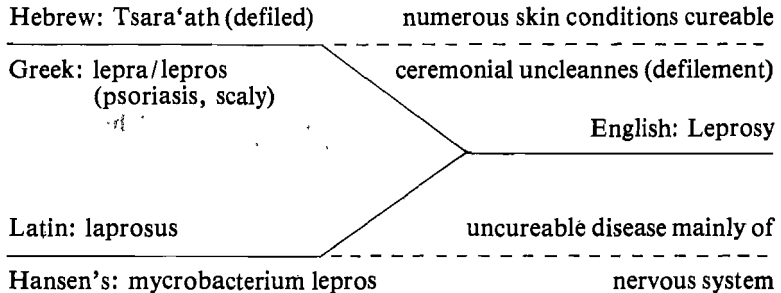 Hebrew: Tsara‘ath (defiled) numerous skin conditions cureable
Greek: lepra/lepros ceremonial uncleannes (defilement)
(psoriasis, scaly)
English: Leprosy
Latin: laprosus uncureable disease mainly of
Hansen's: mycrobacterium lepros nervous system